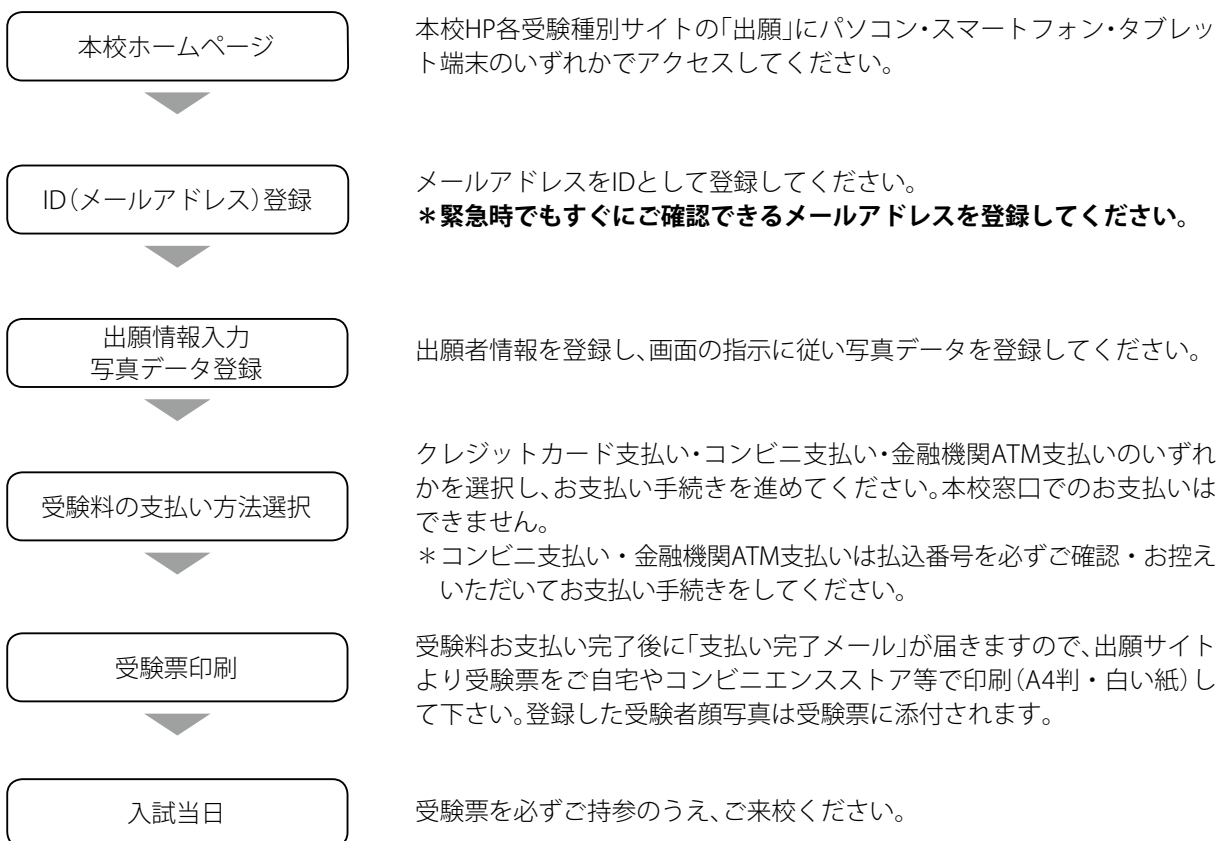 本校ホームページ
本校HP各受験種別サイトの「出願」にパソコン・スマートフォン・タブレッ
ト端末のいずれかでアクセスしてください。
ID（メールアドレス）登録
メールアドレスをIDとして登録してください。
＊緊急時でもすぐにご確認できるメールアドレスを登録してください。
出願情報入力
写真データ登録
出願者情報を登録し、画面の指示に従い写真データを登録してください。
受験料の支払い方法選択
クレジットカード支払い・コンビニ支払い・金融機関ATM支払いのいずれ
かを選択し、お支払い手続きを進めてください。本校窓口でのお支払いは
できません。
＊コンビニ支払い・金融機関ATM支払いは払込番号を必ずご確認・お控え
いただいてお支払い手続きをしてください。
受験票印刷
受験料お支払い完了後に「支払い完了メール」が届きますので、出願サイト
より受験票をご自宅やコンビニエンスストア等で印刷（A4判・白い紙）し
て下さい。登録した受験者顔写真は受験票に添付されます。
入試当日
受験票を必ずご持参のうえ、ご来校ください。